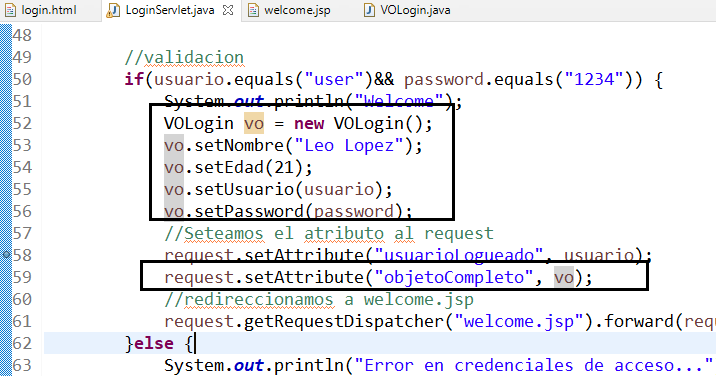 login.html LoginServlet.java welcome.jsp VOLogin.java
48
49 //validacion
50 if(usuario.equals("user")&& password.equals("1234")) {
51 System.out.println("Welcome");
52 VOLogin vo = new VOLogin();
53 vo.setNombre("Leo Lopez");
54 vo.setEdad(21);
55 vo.setUsuario(usuario);
56 vo.setPassword(password);
57 //Seteamos el atributo al request
58 request.setAttribute("usuarioLogueado", usuario);
59 request.setAttribute("objetoCompleto", vo);
60 //redireccionamos a welcome.jsp
61 request.getRequestDispatcher("welcome.jsp").forward(requ
62 }else {
63 System.out.println("Error en credenciales de acceso..."